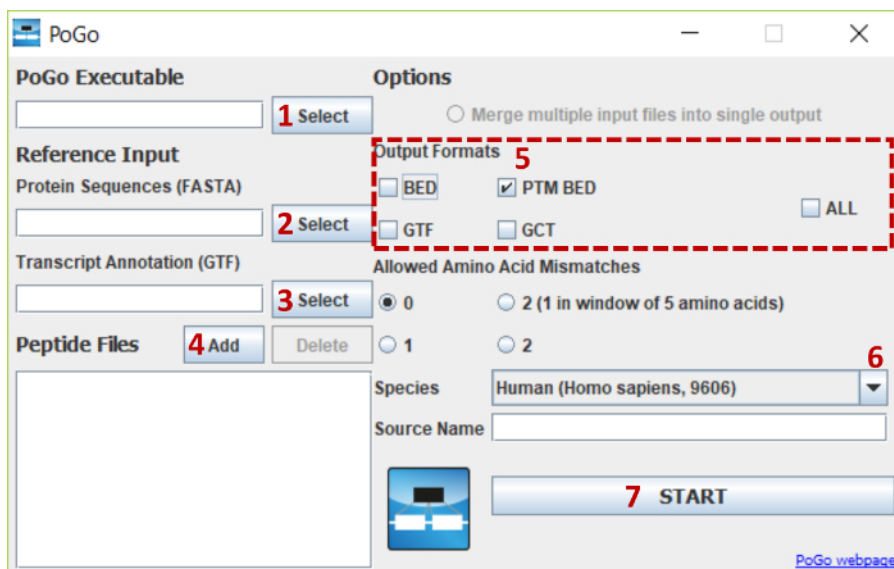 PoGo
PoGo Executable
1 Select
Reference Input
Protein Sequences (FASTA)
2 Select
Transcript Annotation (GTF)
3 Select
Peptide Files 4 Add Delete
Options
Merge multiple input files into single output
Output Formats 5
BED PTM BED
ALL
GTF GCT
Allowed Amino Acid Mismatches
0 2 (1 in window of 5 amino acids)
1 2
6
Species Human (Homo sapiens, 9606)
Source Name
7 START
PoGo webpage